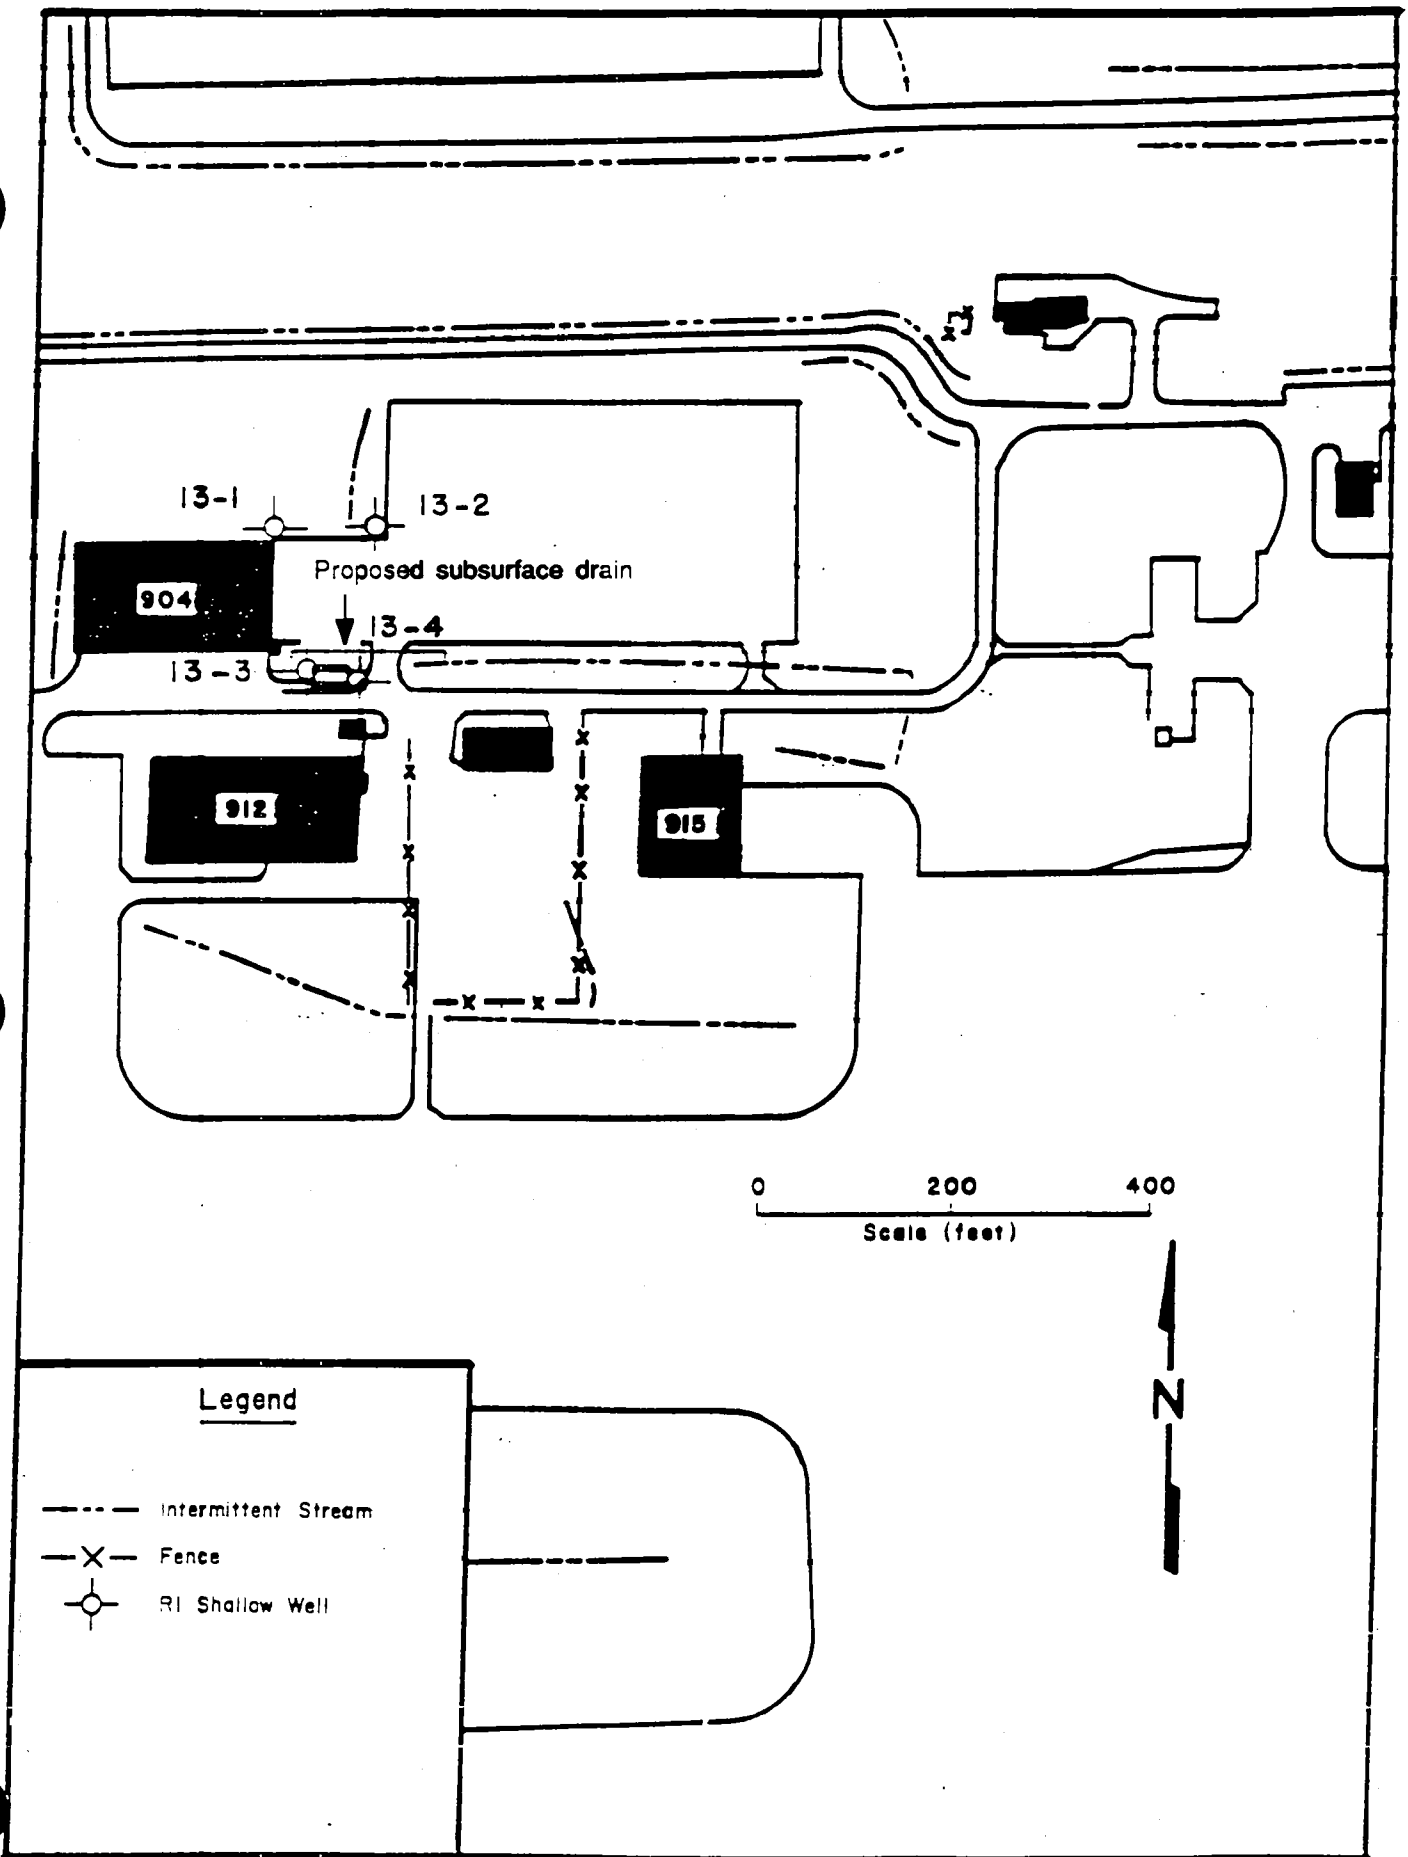 13-1
13-2
Proposed subsurface drain
904
13-4
13-3
912
915
0 200 400
Scale (feet)
N
Legend
Intermittent Stream
Fence
RI Shallow Well